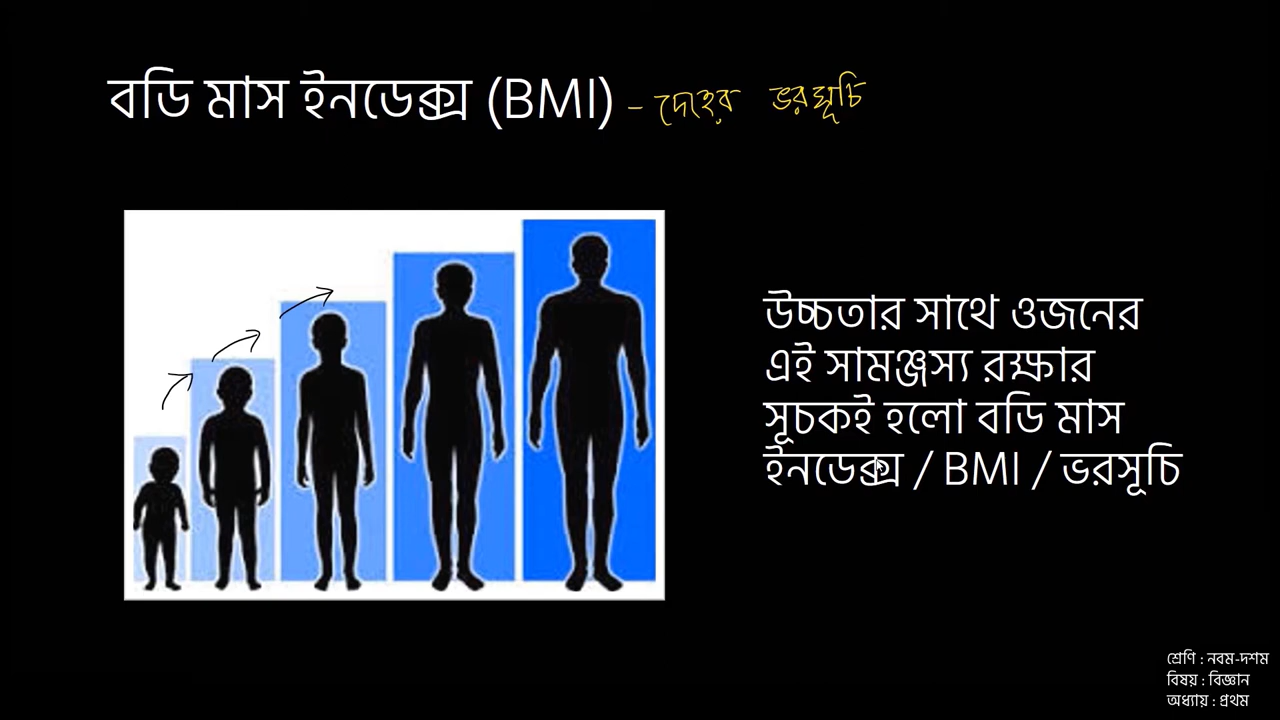 বডি মাস ইনডেক্স (BMI) - দেহের ভরসূচি
উচ্চতার সাথে ওজনের
এই সামঞ্জস্য রক্ষার
সূচকই হলো বডি মাস
ইনডেক্স / BMI / ভরসূচি
শ্রেণি : নবম-দশম
বিষয় : বিজ্ঞান
অধ্যায় : প্রথম